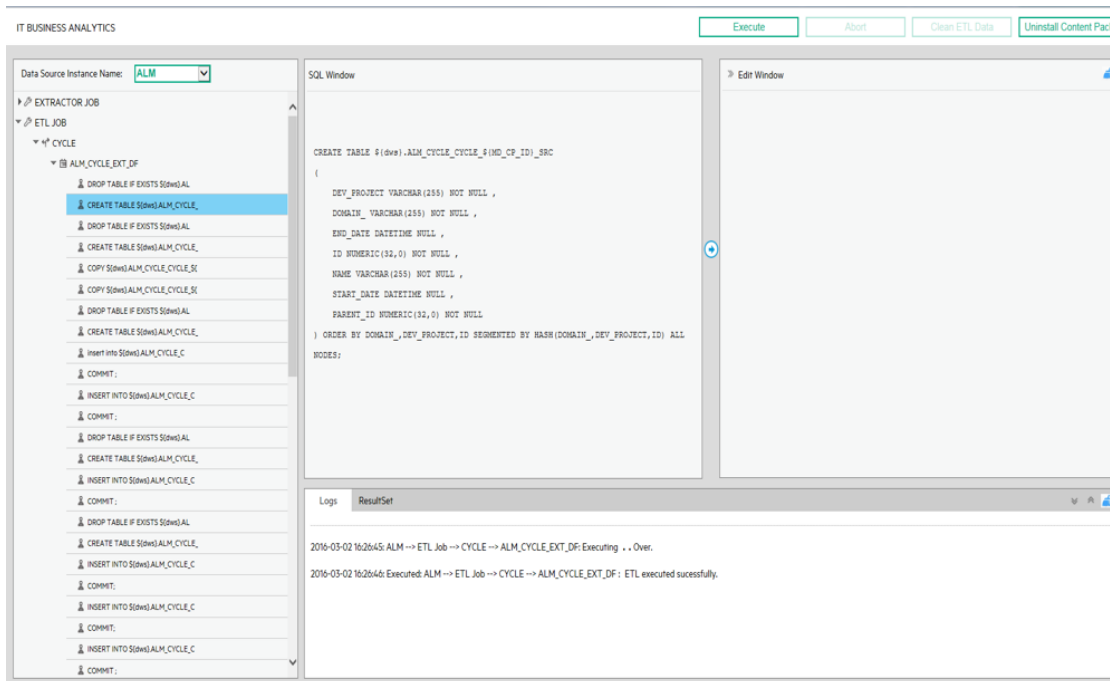 IT BUSINESS ANALYTICS
Execute
Abort
Clean ETL Data
Uninstall Content Pac
Data Source Instance Name: ALM
EXTRACTOR JOB
ETL JOB
CYCLE
ALM_CYCLE_EXT_DF
DROP TABLE IF EXISTS ${dws}.AL
CREATE TABLE ${dws}.ALM_CYCLE_
DROP TABLE IF EXISTS ${dws}.AL
CREATE TABLE ${dws}.ALM_CYCLE_
COPY ${dws}.ALM_CYCLE_CYCLE_${
COPY ${dws}.ALM_CYCLE_CYCLE_${
DROP TABLE IF EXISTS ${dws}.AL
CREATE TABLE ${dws}.ALM_CYCLE_
insert into ${dws}.ALM_CYCLE_C
COMMIT ;
INSERT INTO ${dws}.ALM_CYCLE_C
COMMIT ;
DROP TABLE IF EXISTS ${dws}.AL
CREATE TABLE ${dws}.ALM_CYCLE_
INSERT INTO ${dws}.ALM_CYCLE_C
COMMIT ;
DROP TABLE IF EXISTS ${dws}.AL
CREATE TABLE ${dws}.ALM_CYCLE_
INSERT INTO ${dws}.ALM_CYCLE_C
COMMIT;
INSERT INTO ${dws}.ALM_CYCLE_C
COMMIT;
INSERT INTO ${dws}.ALM_CYCLE_C
COMMIT ;
SQL Window
CREATE TABLE ${dws}.ALM_CYCLE_CYCLE_${MD_CP_ID}_SRC
(
DEV_PROJECT VARCHAR(255) NOT NULL ,
DOMAIN_ VARCHAR(255) NOT NULL ,
END_DATE DATETIME NULL ,
ID NUMERIC(32,0) NOT NULL ,
NAME VARCHAR(255) NOT NULL ,
START_DATE DATETIME NULL ,
PARENT_ID NUMERIC(32,0) NOT NULL
) ORDER BY DOMAIN_,DEV_PROJECT,ID SEGMENTED BY HASH(DOMAIN_,DEV_PROJECT,ID) ALL
NODES;
Edit Window
Logs
ResultSet
2016-03-02 16:26:45: ALM --> ETL Job --> CYCLE --> ALM_CYCLE_EXT_DF: Executing . . Over.
2016-03-02 16:26:46: Executed: ALM --> ETL Job --> CYCLE --> ALM_CYCLE_EXT_DF : ETL executed sucessfully.